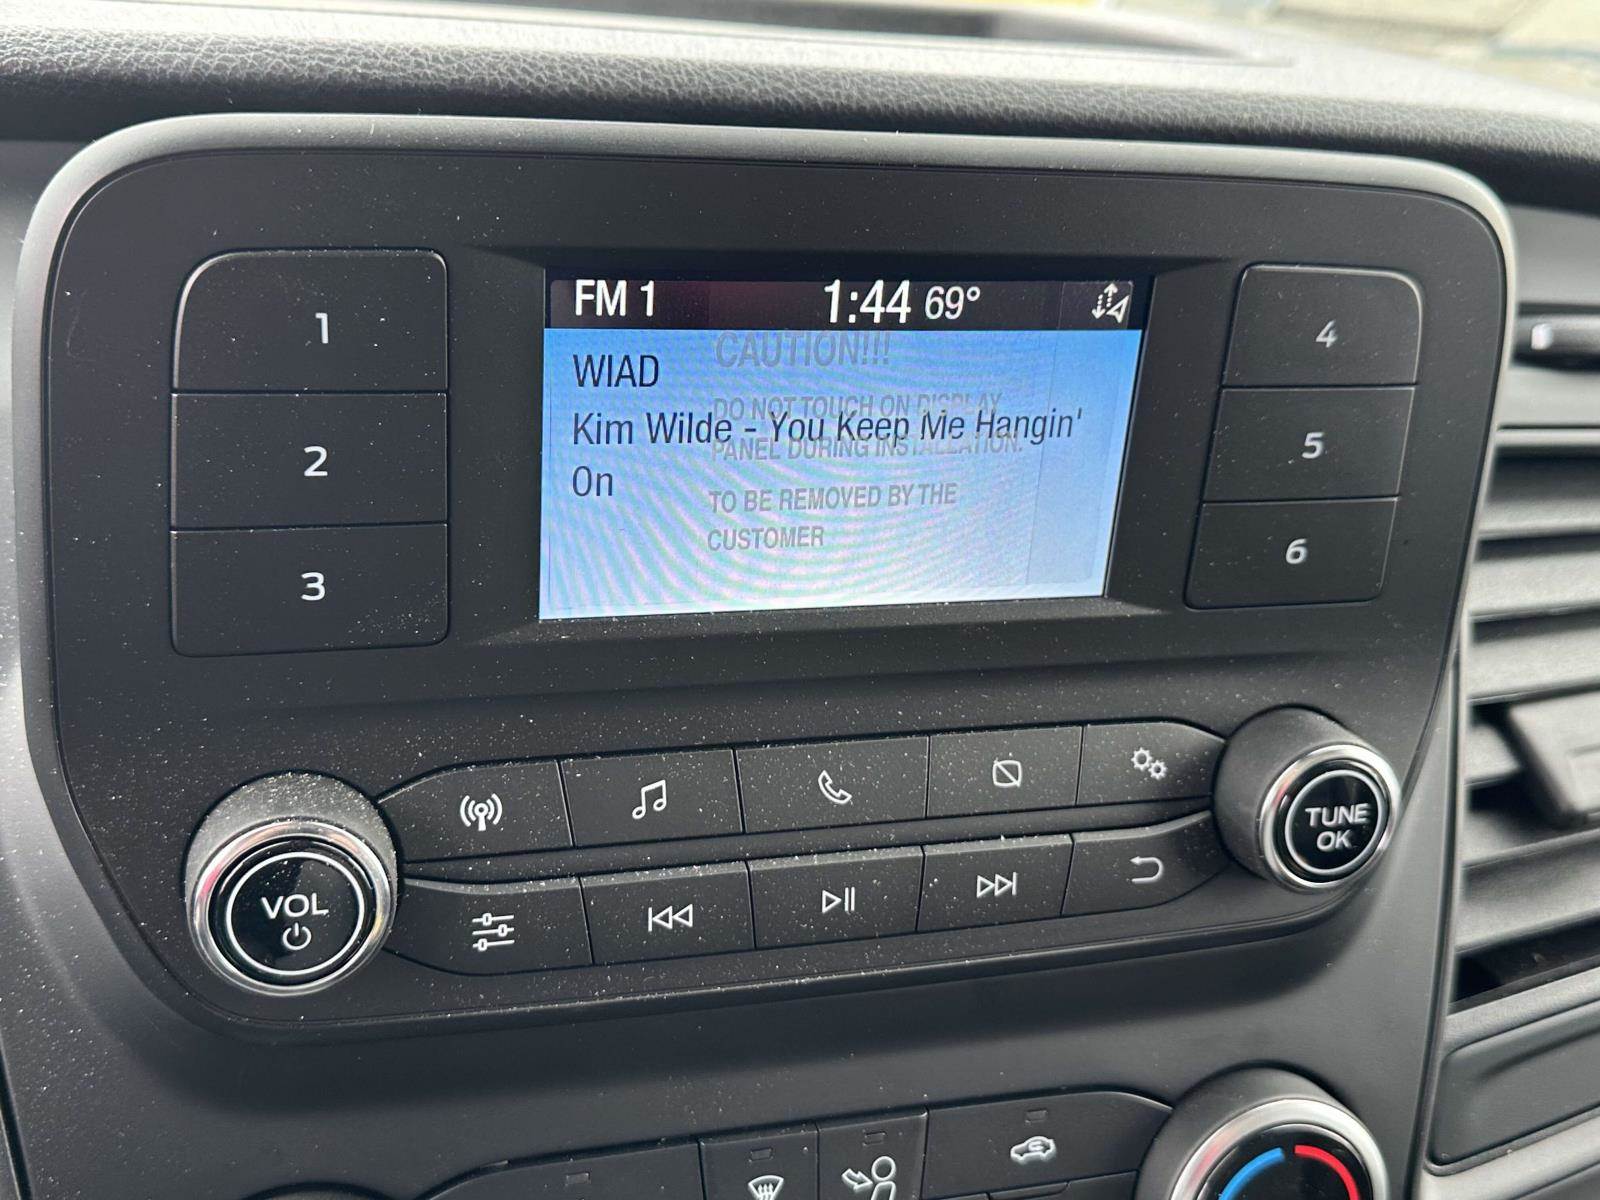 FM 1 1:44 69°
WIAD
Kim Wilde - You Keep Me Hangin'
On
CAUTION!!!
DO NOT TOUCH ON DISPLAY
PANEL DURING INSTALLATION.
TO BE REMOVED BY THE
CUSTOMER
1
2
3
4
5
6
VOL
TUNE
OK